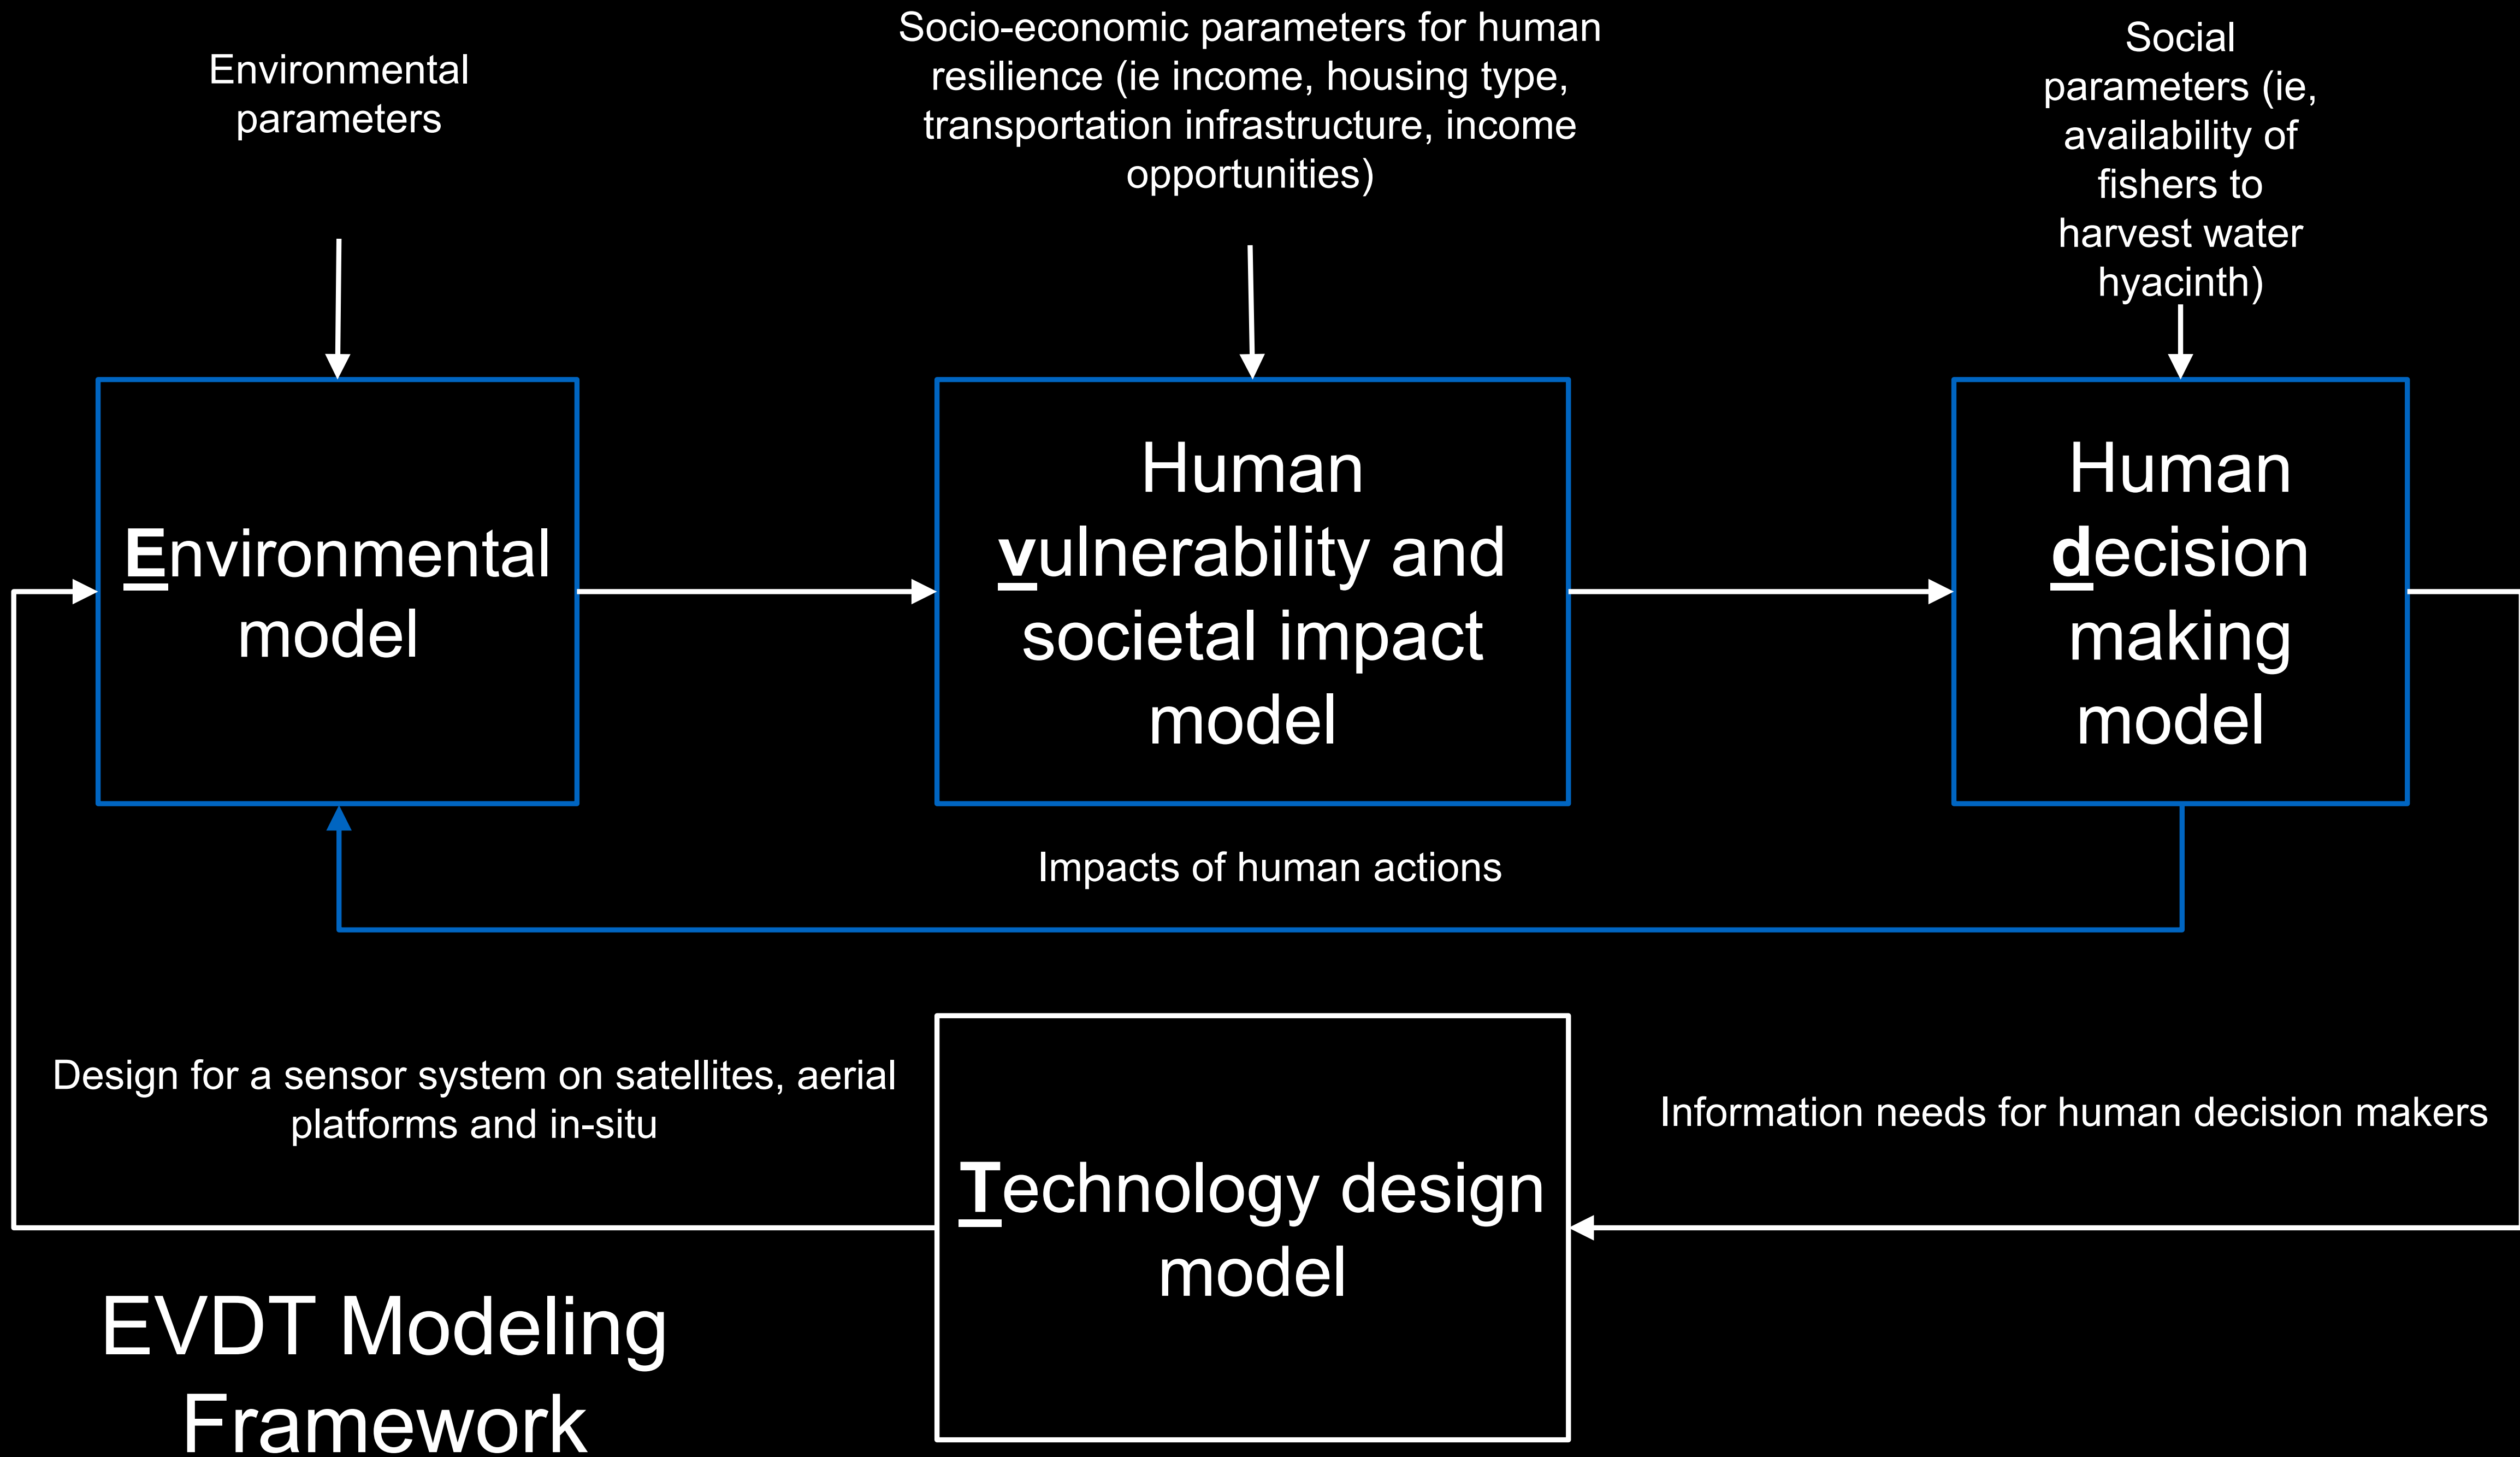 Environmental
parameters
Socio-economic parameters for human
resilience (ie income, housing type,
transportation infrastructure, income
opportunities)
Social
parameters (ie,
availability of
fishers to
harvest water
hyacinth)
Environmental
model
Human
vulnerability and
societal impact
model
Human
decision
making
model
Impacts of human actions
Design for a sensor system on satellites, aerial
platforms and in-situ
Technology design
model
Information needs for human decision makers
EVDT Modeling
Framework